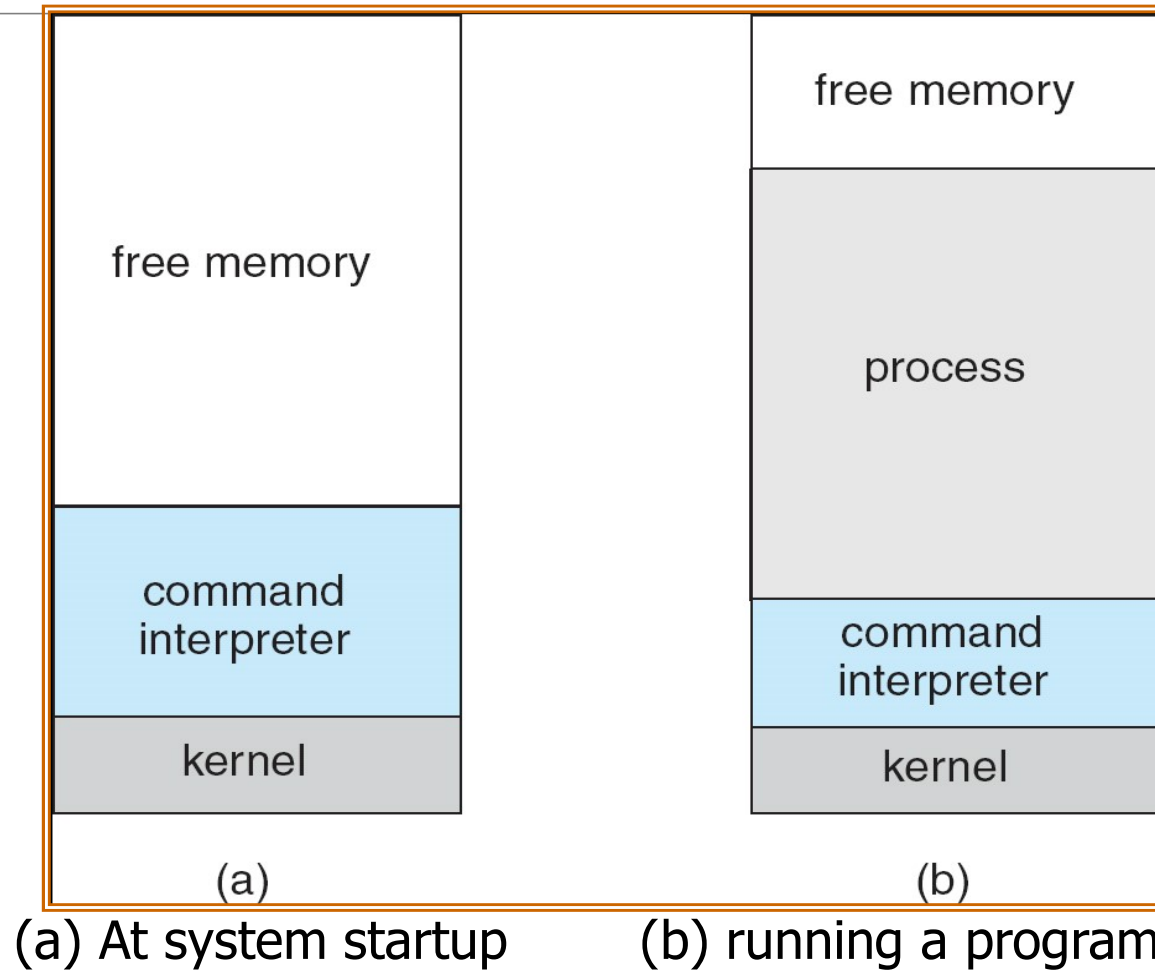 free memory
command
interpreter
kernel
(a)
free memory
process
command
interpreter
kernel
(b)
(a) At system startup
(b) running a program